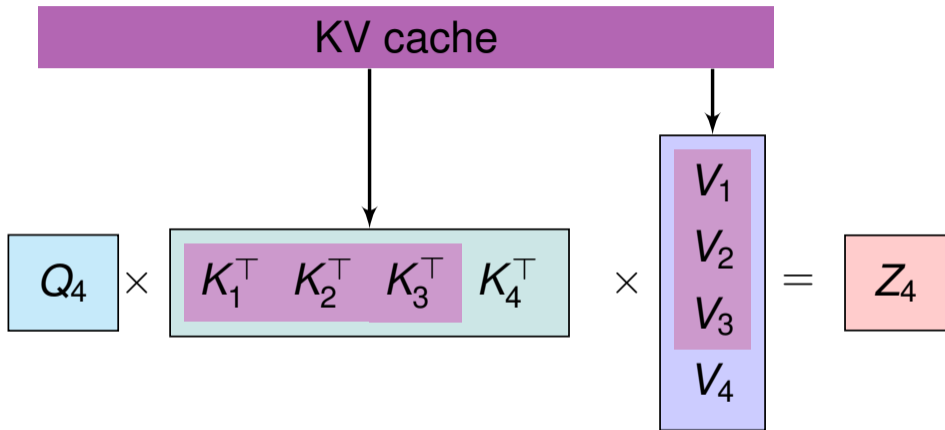 KV cache
Q₄ × K₁^⊤ K₂^⊤ K₃^⊤ K₄^⊤ × V₁ V₂ V₃ V₄ = Z₄